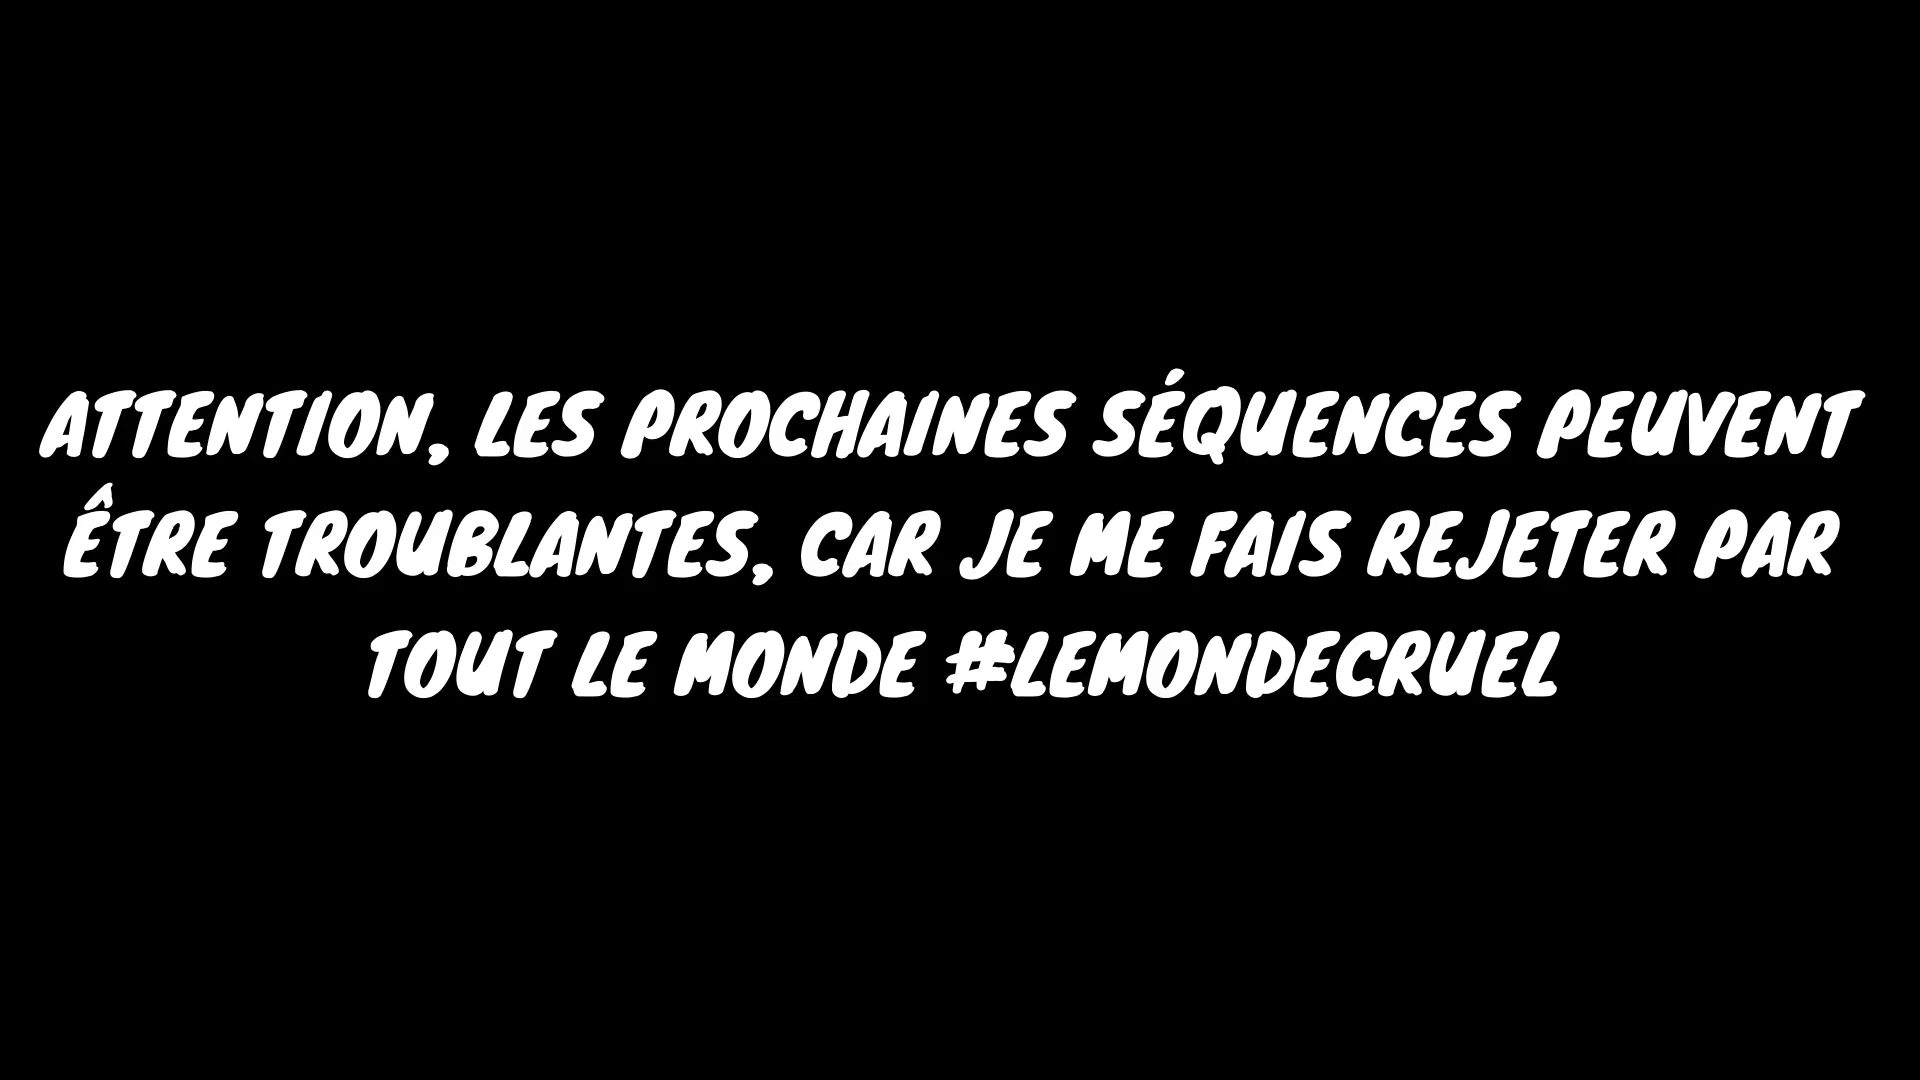 ATTENTION, LES PROCHAINES SÉQUENCES PEUVENT
ÊTRE TROUBLANTES, CAR JE ME FAIS REJETER PAR
TOUT LE MONDE #LEMONDECRUEL